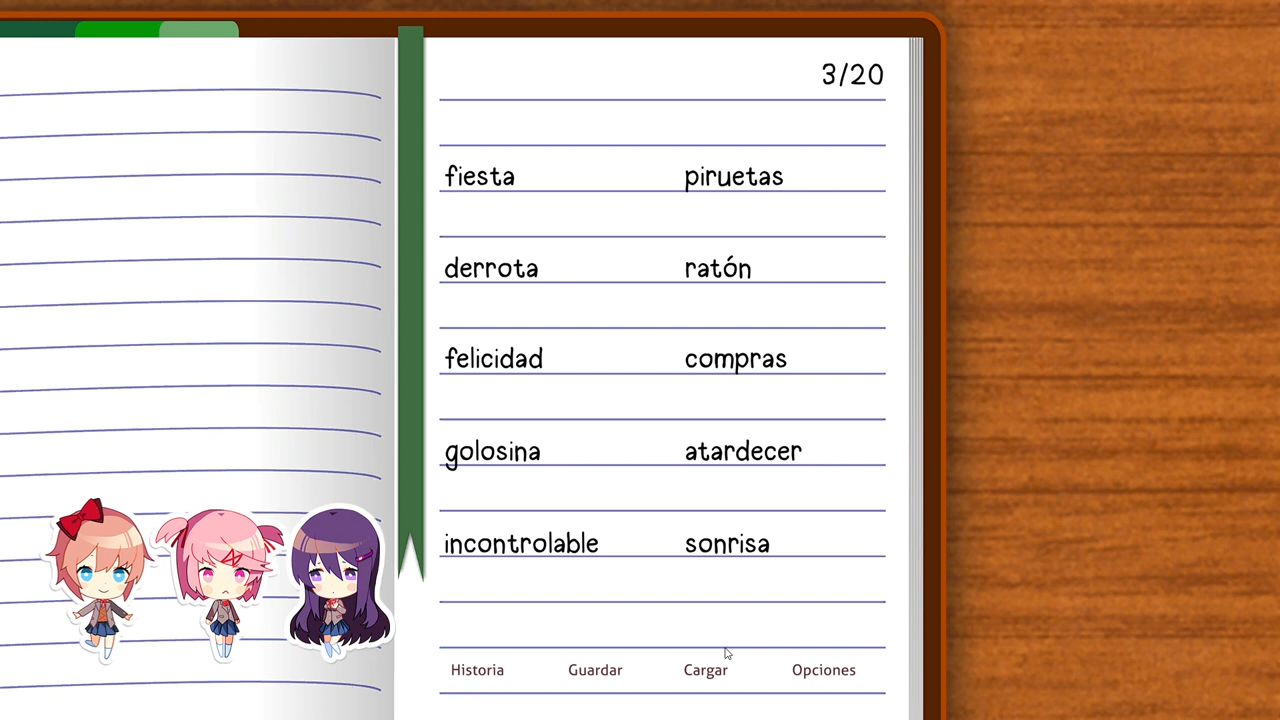 3/20
fiesta piruetas
derrota ratón
felicidad compras
golosina atardecer
incontrolable sonrisa
Historia Guardar Cargar Opciones